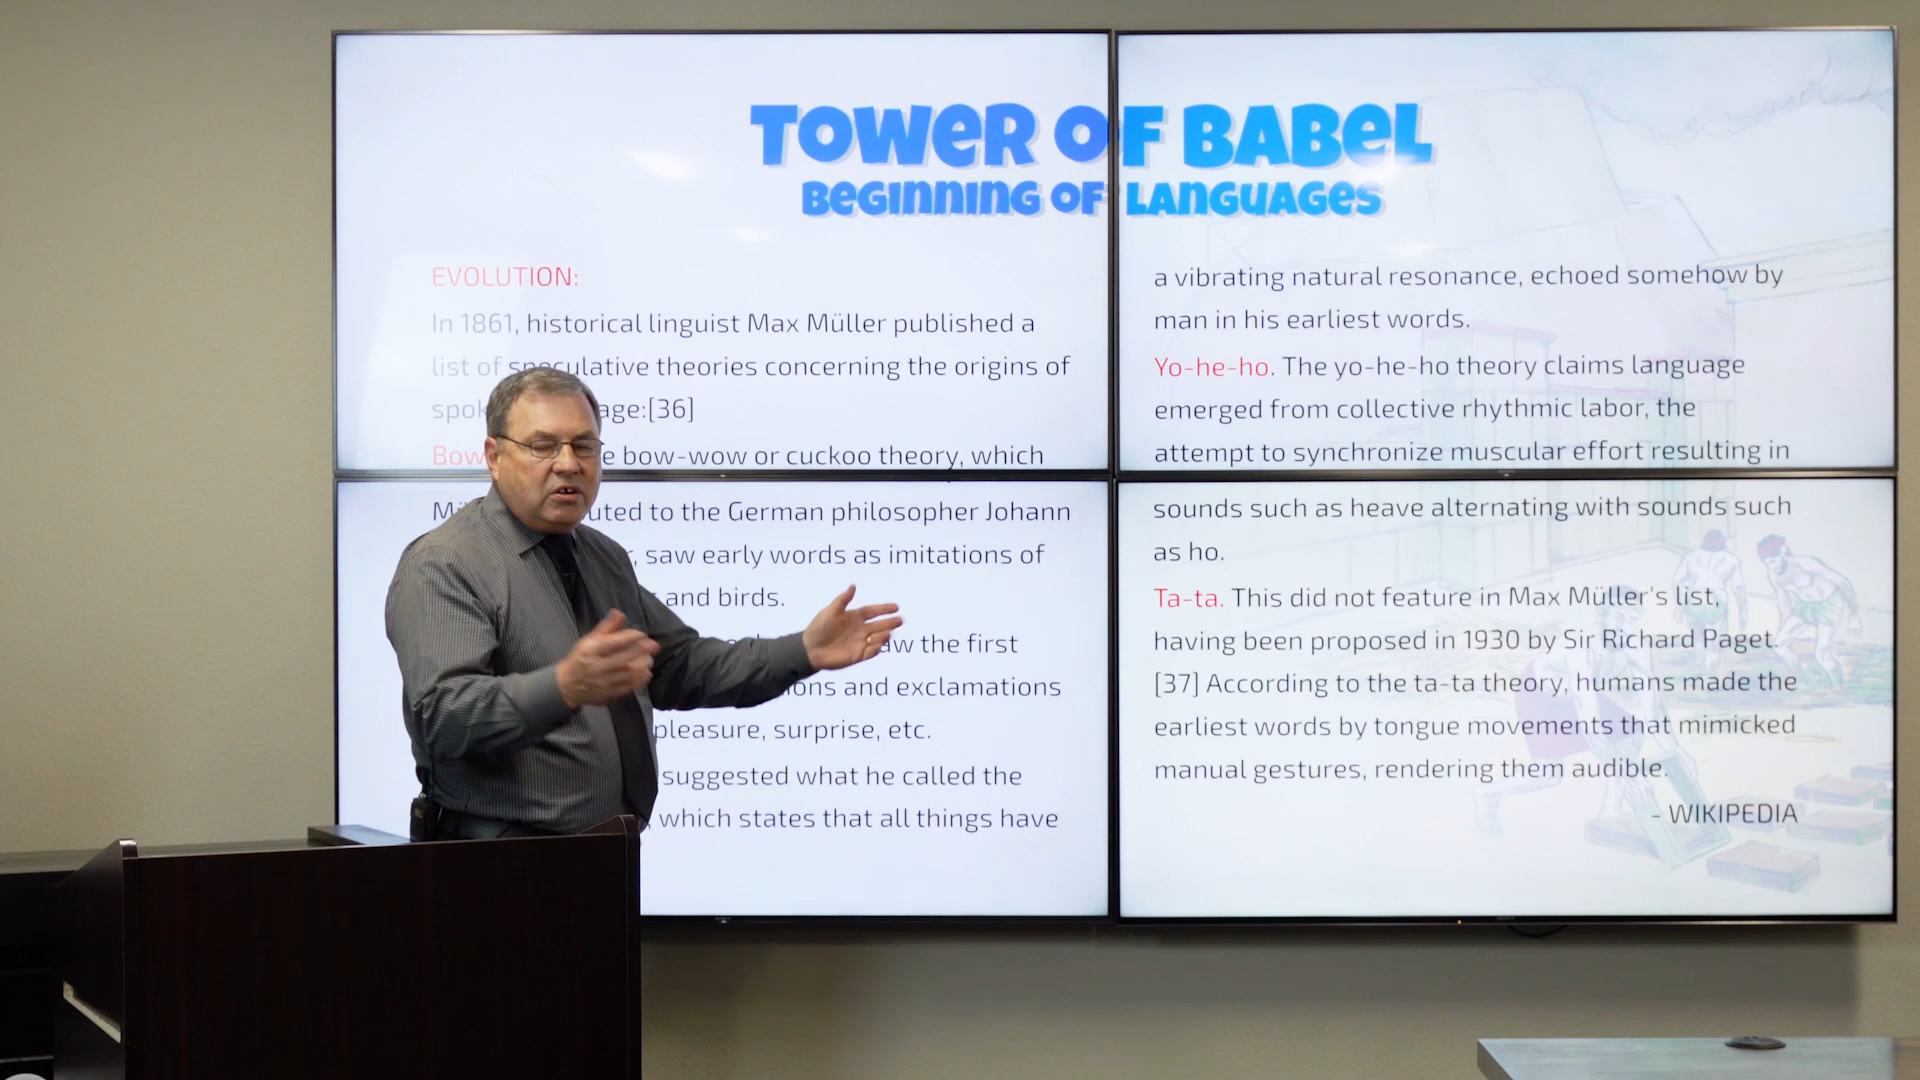 TOWER OF BABEL
BEGINNING OF LANGUAGES
EVOLUTION:
In 1861, historical linguist Max Müller published a
list of speculative theories concerning the origins of
age:[36]
Bow bow-wow or cuckoo theory, which
to the German philosopher Johann
saw early words as imitations of
and birds.
the first
and exclamations
pleasure, surprise, etc.
suggested what he called the
, which states that all things have
a vibrating natural resonance, echoed somehow by
man in his earliest words.
Yo-he-ho. The yo-he-ho theory claims language
emerged from collective rhythmic labor, the
attempt to synchronize muscular effort resulting in
sounds such as heave alternating with sounds such
as ho.
Ta-ta. This did not feature in Max Müller's list,
having been proposed in 1930 by Sir Richard Paget.
[37] According to the ta-ta theory, humans made the
earliest words by tongue movements that mimicked
manual gestures, rendering them audible.
- WIKIPEDIA